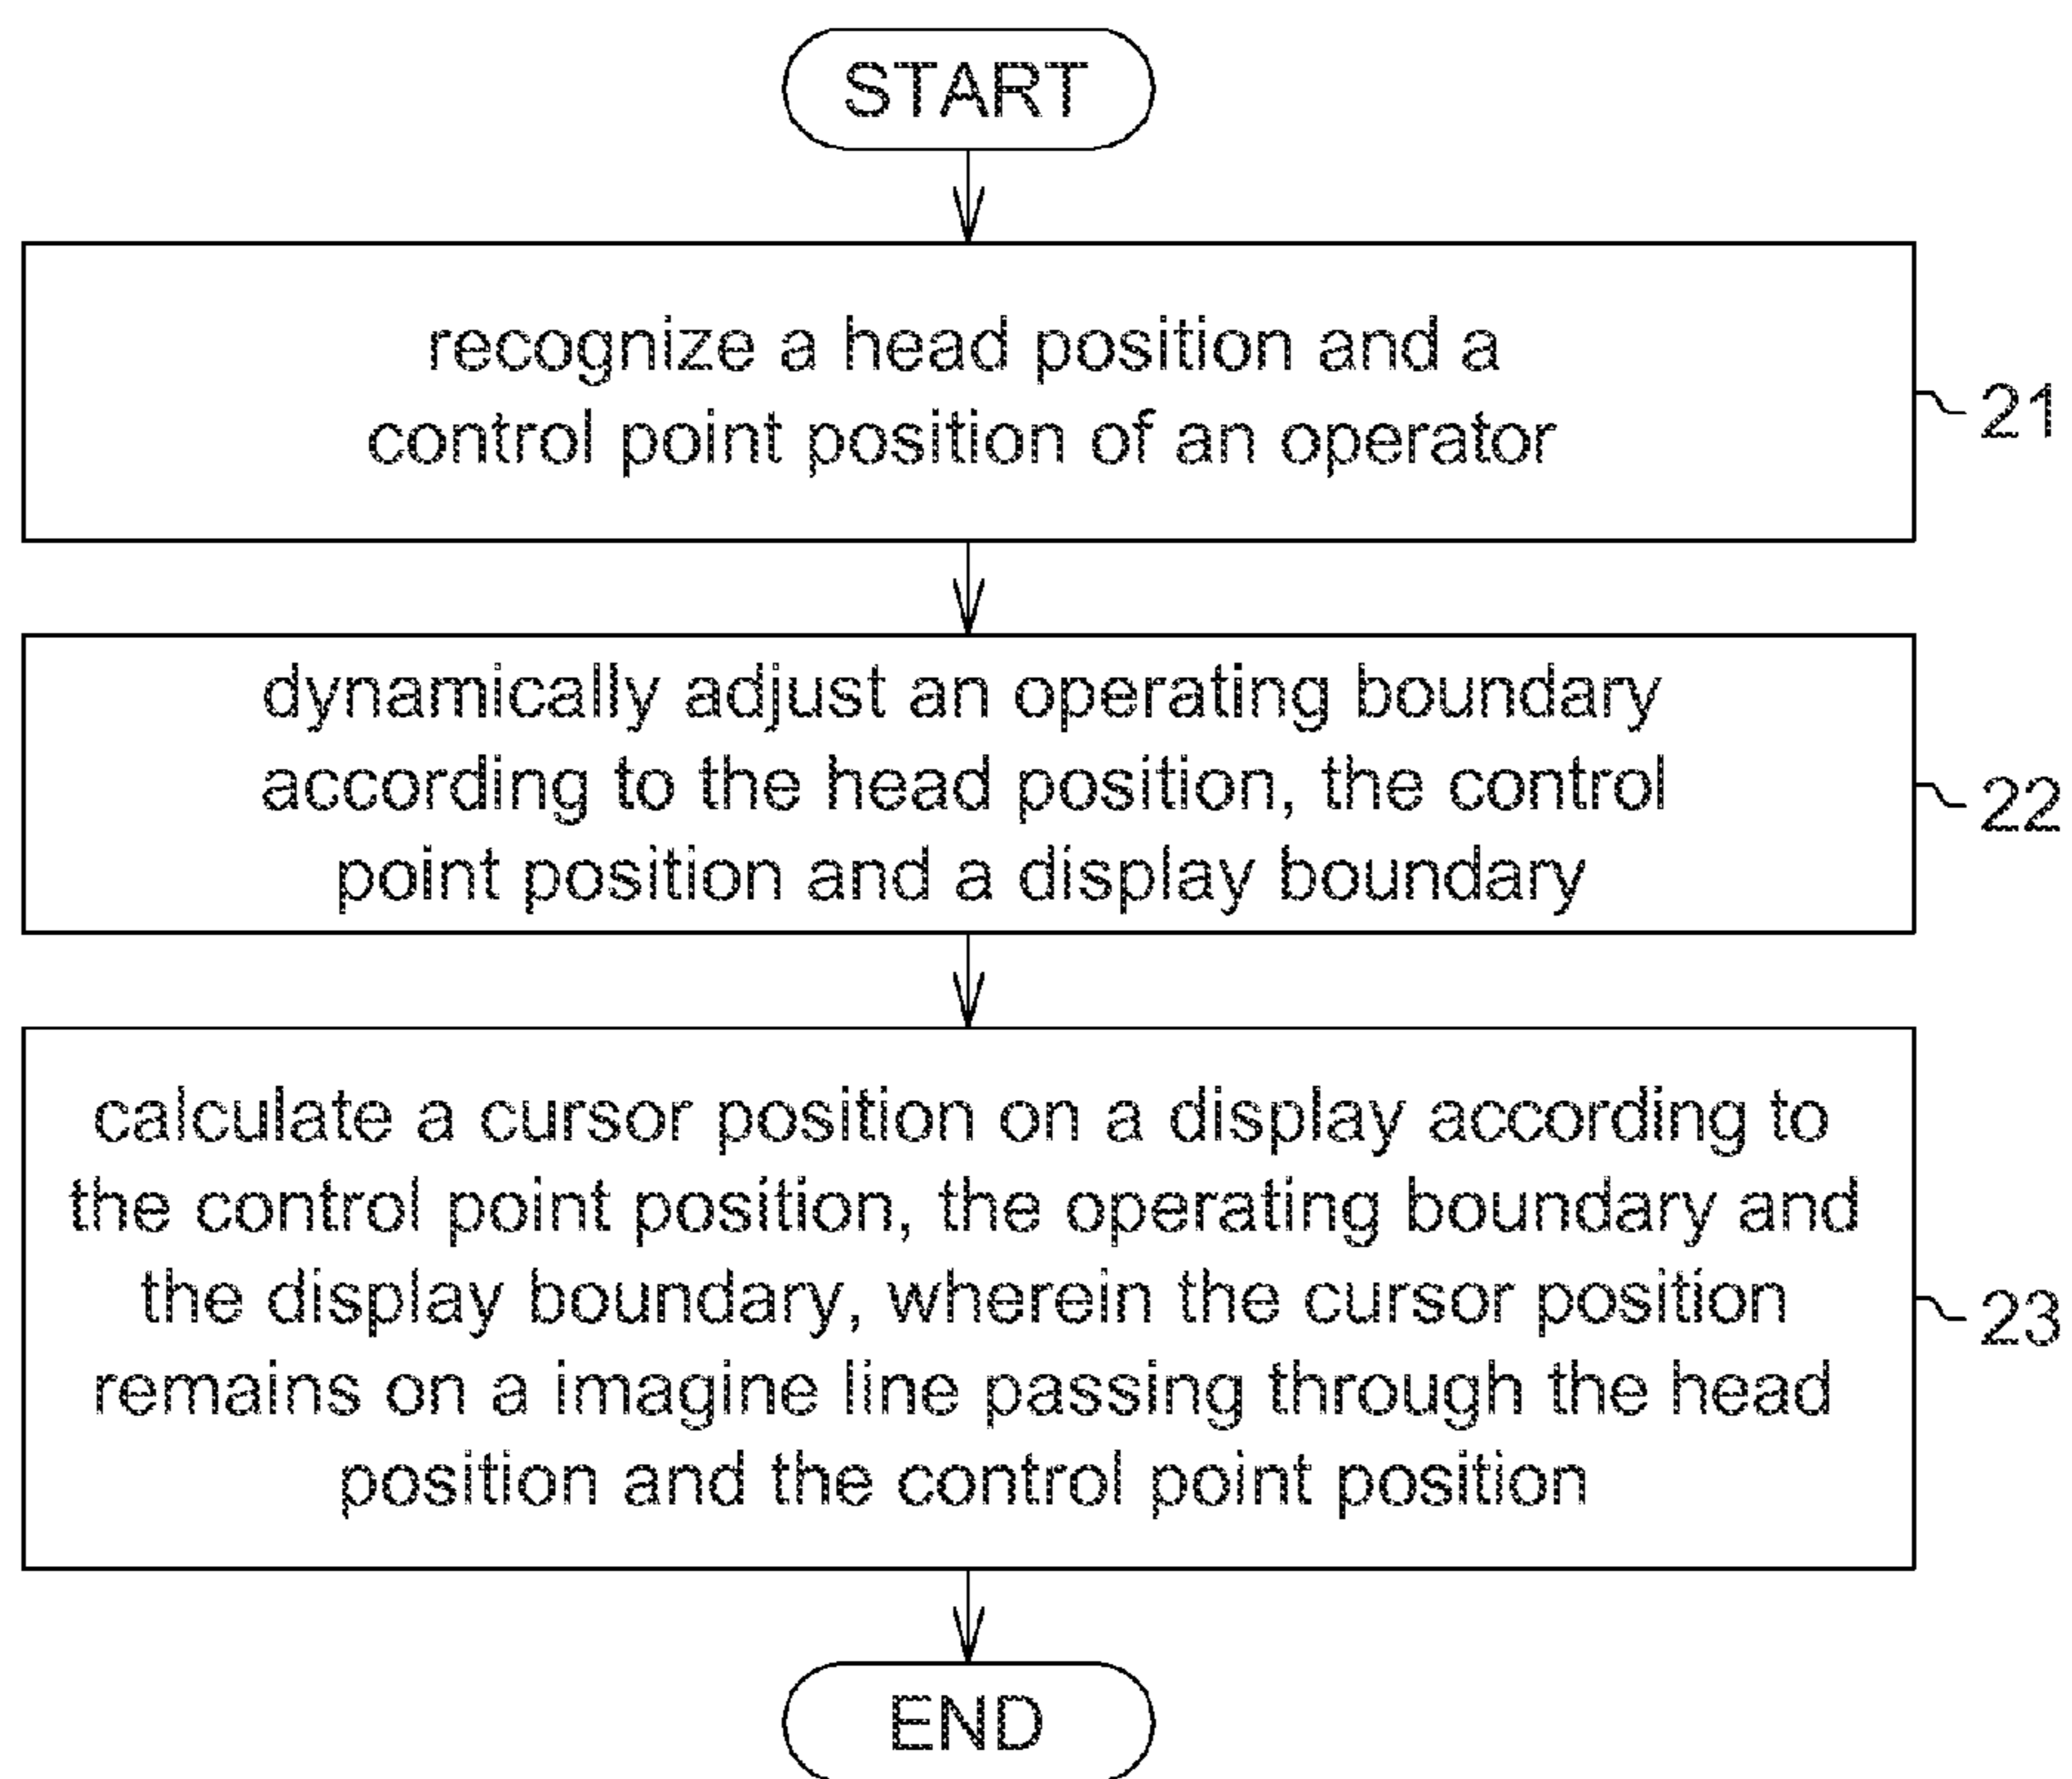 START
recognize a head position and a
control point position of an operator
21
dynamically adjust an operating boundary
according to the head position, the control
point position and a display boundary
22
calculate a cursor position on a display according to
the control point position, the operating boundary and
the display boundary, wherein the cursor position
remains on a imagine line passing through the head
position and the control point position
23
END